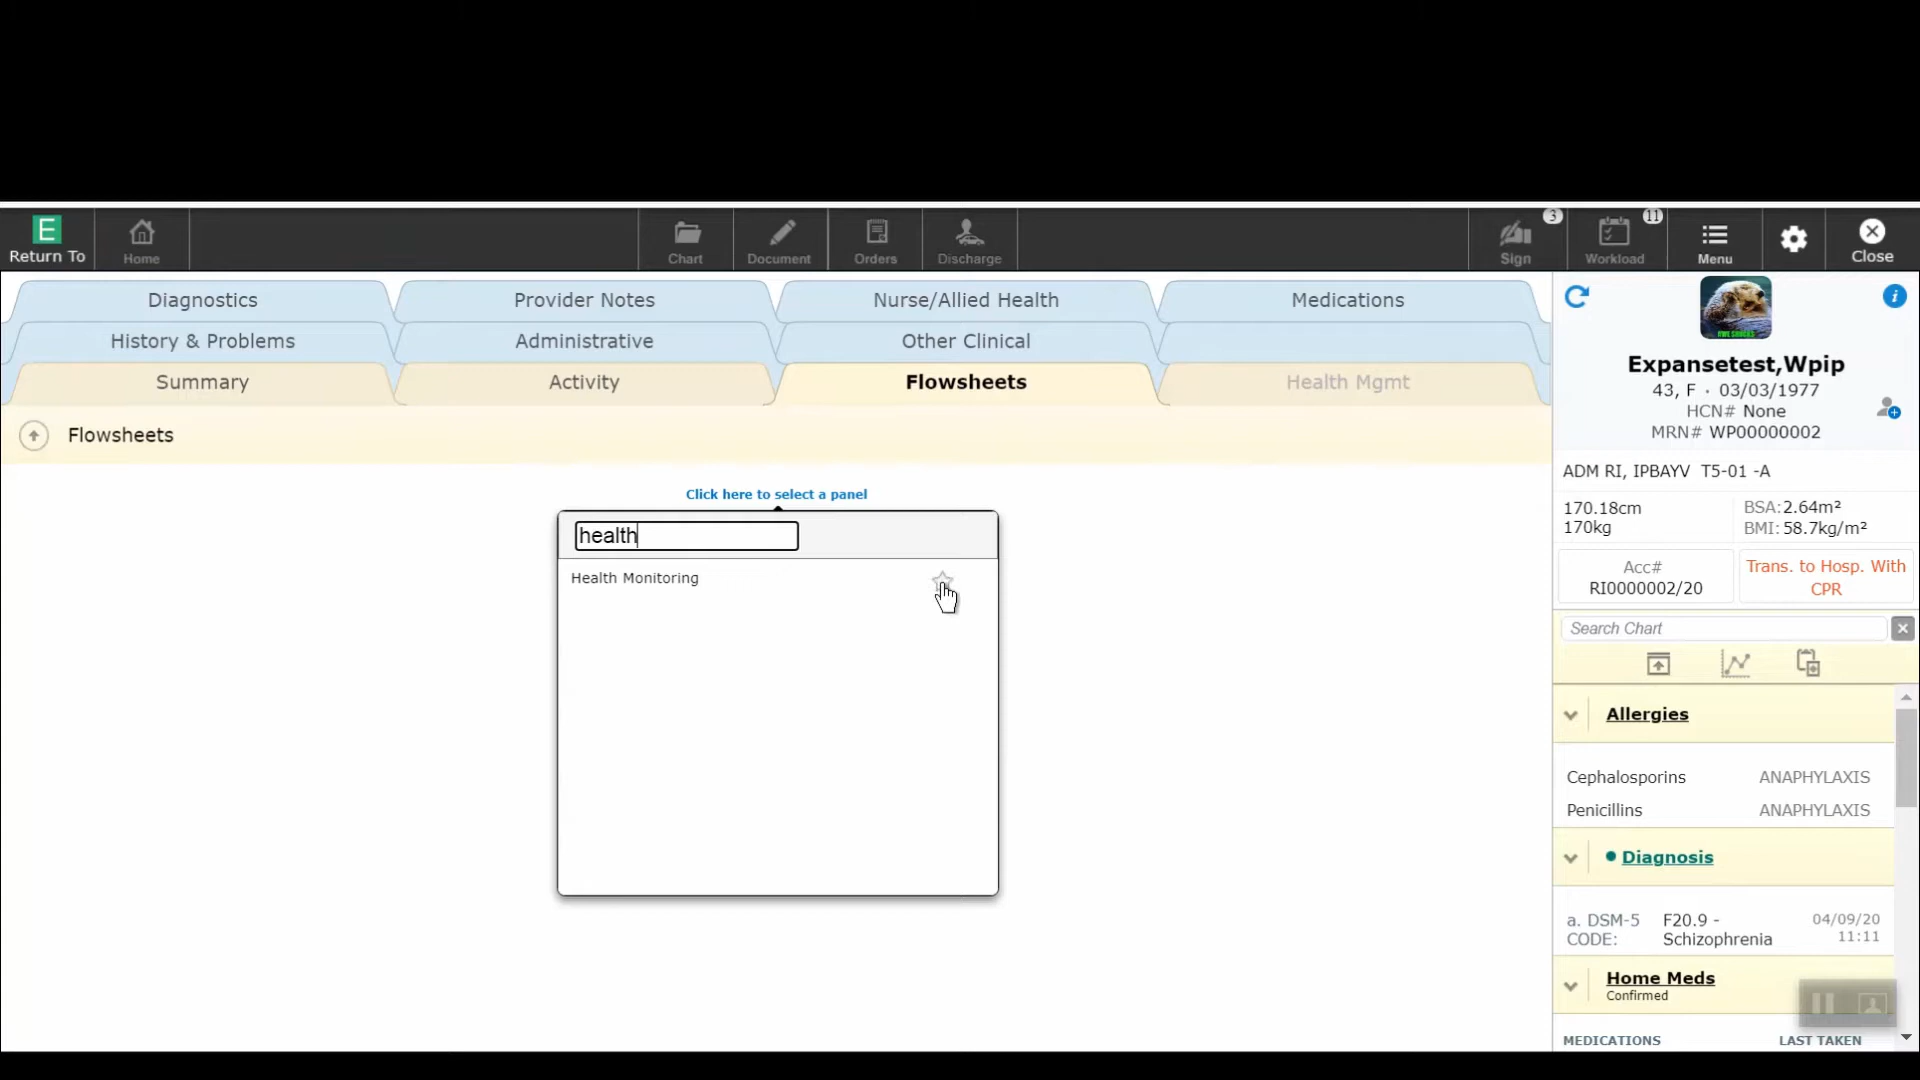 E
Return To
Home
Chart
Document
Orders
Discharge
3
Sign
11
Workload
Menu
Close
Diagnostics
Provider Notes
Nurse/Allied Health
Medications
History & Problems
Administrative
Other Clinical
Summary
Activity
Flowsheets
Health Mgmt
Flowsheets
Click here to select a panel
health
Health Monitoring
Expansetest,Wpip
43, F · 03/03/1977
HCN# None
MRN# WP00000002
ADM RI, IPBAYV T5-01 -A
170.18cm
170kg
BSA:2.64m²
BMI: 58.7kg/m²
Acc#
RI0000002/20
Trans. to Hosp. With
CPR
Search Chart
Allergies
Cephalosporins ANAPHYLAXIS
Penicillins ANAPHYLAXIS
Diagnosis
a. DSM-5 F20.9 - 04/09/20
CODE: Schizophrenia 11:11
Home Meds
Confirmed
MEDICATIONS LAST TAKEN